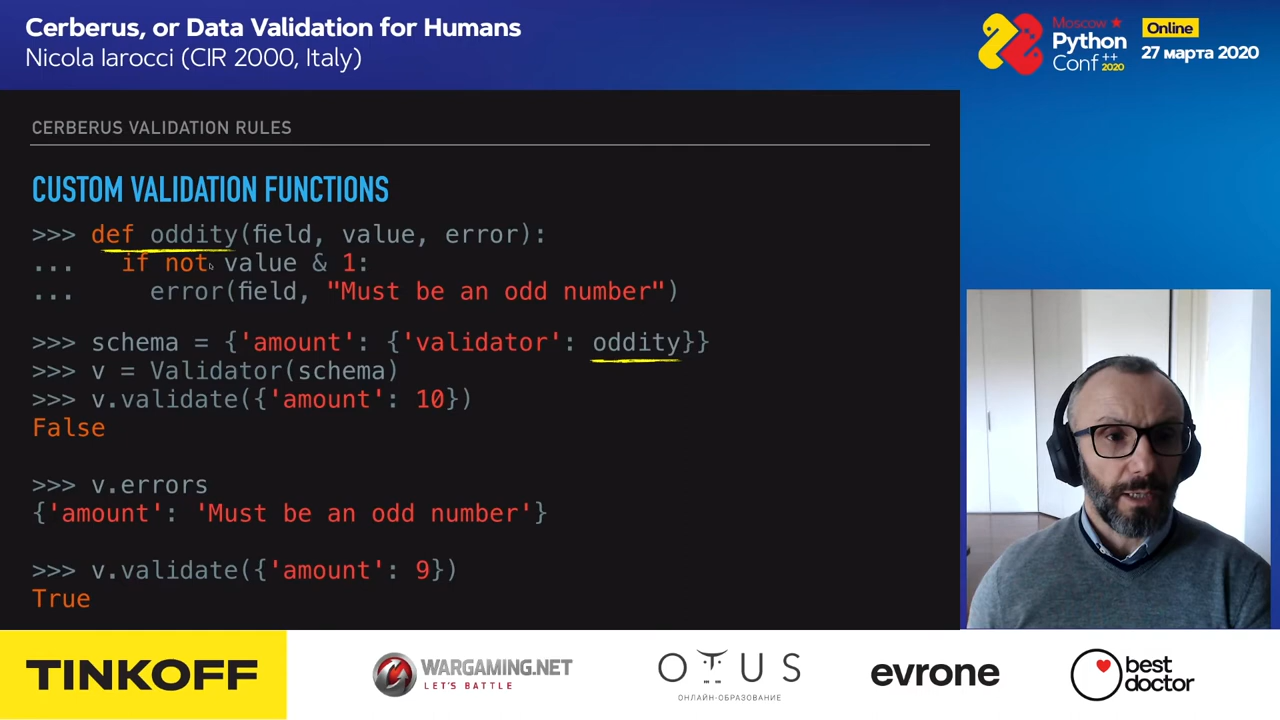 Cerberus, or Data Validation for Humans
Nicola Iarocci (CIR 2000, Italy)
Moscow
Python
Conf ++
2020
Online
27 марта 2020
CERBERUS VALIDATION RULES
CUSTOM VALIDATION FUNCTIONS
>>> def oddity(field, value, error):
... if not value & 1:
... error(field, "Must be an odd number")
>>> schema = {'amount': {'validator': oddity}}
>>> v = Validator(schema)
>>> v.validate({'amount': 10})
False
>>> v.errors
{'amount': 'Must be an odd number'}
>>> v.validate({'amount': 9})
True
TINKOFF
WARGAMING.NET
LET'S BATTLE
OTUS
ОНЛАЙН-ОБРАЗОВАНИЕ
evrone
best
doctor